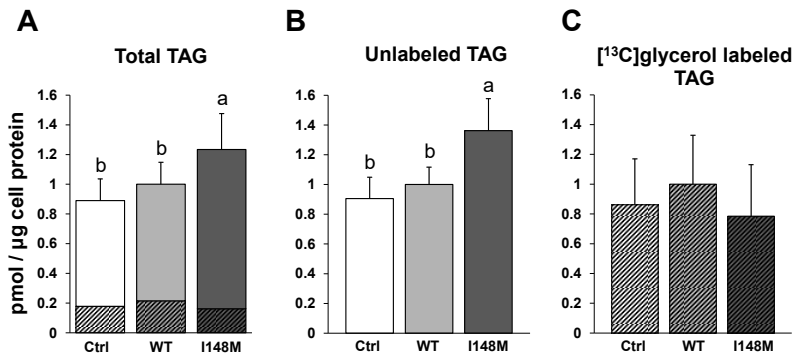 A
Total TAG
pmol / µg cell protein
1.6
1.4
1.2
1
0.8
0.6
0.4
0.2
0
b
b
a
Ctrl
WT
I148M
B
Unlabeled TAG
1.6
1.4
1.2
1
0.8
0.6
0.4
0.2
0
b
b
a
Ctrl
WT
I148M
C
[¹³C]glycerol labeled
TAG
1.6
1.4
1.2
1
0.8
0.6
0.4
0.2
0
Ctrl
WT
I148M